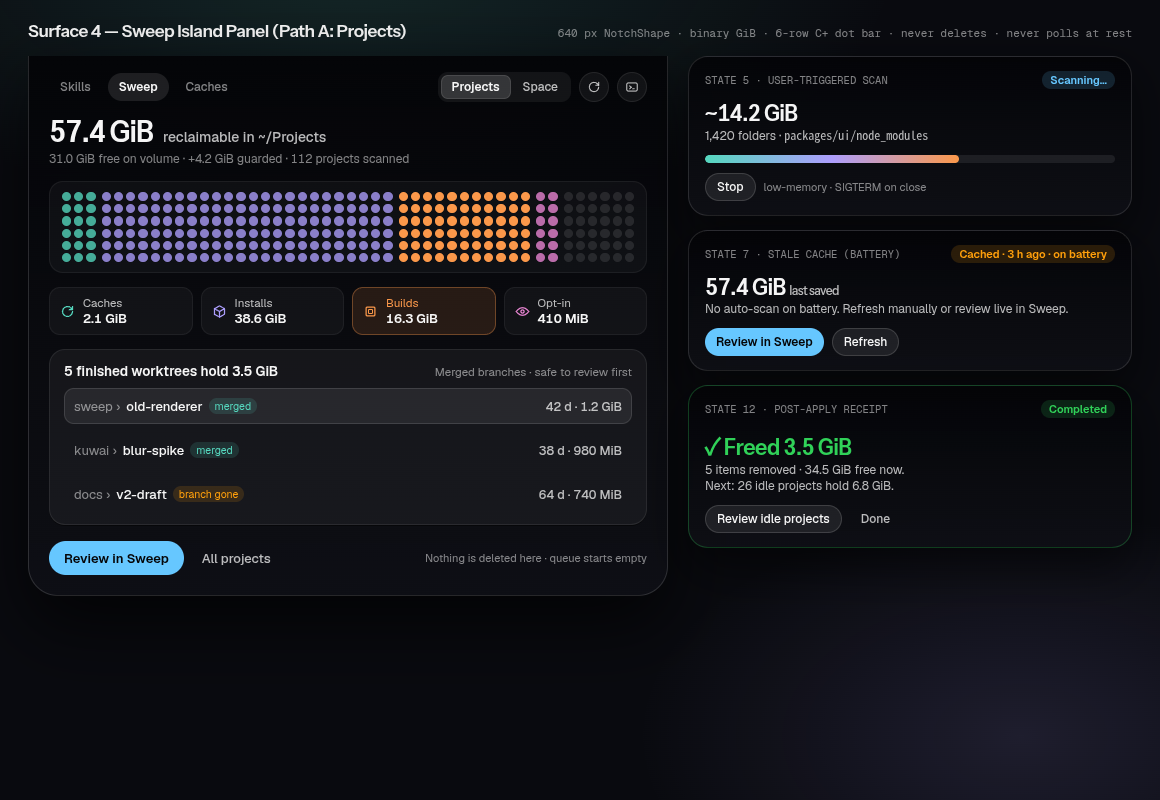 Surface 4 — Sweep Island Panel (Path A: Projects)
640 px NotchShape · binary GiB · 6-row C+ dot bar · never deletes · never polls at rest
Skills
Sweep
Caches
Projects
Space
57.4 GiB reclaimable in ~/Projects
31.0 GiB free on volume · +4.2 GiB guarded · 112 projects scanned
Caches
2.1 GiB
Installs
38.6 GiB
Builds
16.3 GiB
Opt-in
410 MiB
5 finished worktrees hold 3.5 GiB
Merged branches · safe to review first
sweep › old-renderer merged 42 d · 1.2 GiB
kuwai › blur-spike merged 38 d · 980 MiB
docs › v2-draft branch gone 64 d · 740 MiB
Review in Sweep
All projects
Nothing is deleted here · queue starts empty
STATE 5 · USER-TRIGGERED SCAN
Scanning…
~14.2 GiB
1,420 folders · packages/ui/node_modules
Stop
low-memory · SIGTERM on close
STATE 7 · STALE CACHE (BATTERY)
Cached · 3 h ago · on battery
57.4 GiB last saved
No auto-scan on battery. Refresh manually or review live in Sweep.
Review in Sweep
Refresh
STATE 12 · POST-APPLY RECEIPT
Completed
✓ Freed 3.5 GiB
5 items removed · 34.5 GiB free now.
Next: 26 idle projects hold 6.8 GiB.
Review idle projects
Done